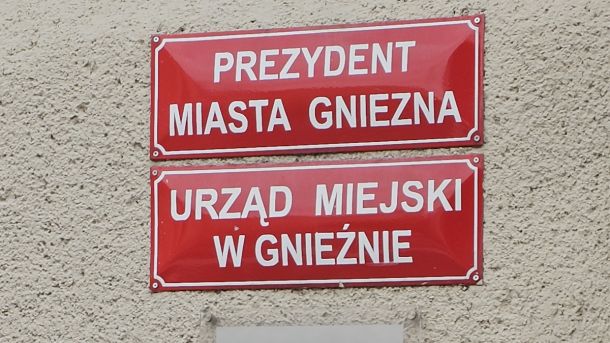 PREZYDENT
MIASTA GNIEZNA
URZĄD MIEJSKI
W GNIEŹNIE